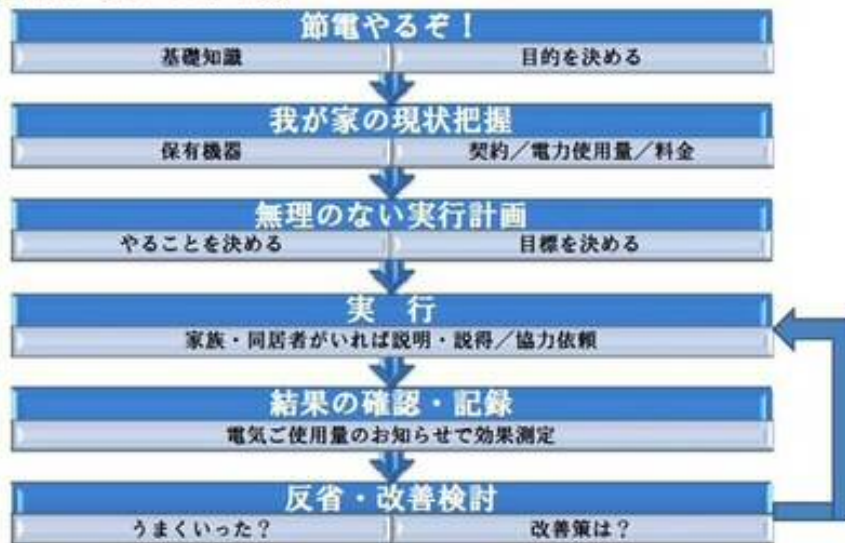 節電やるぞ！
基礎知識 目的を決める
我が家の現状把握
保有機器 契約／電力使用量／料金
無理のない実行計画
やることを決める 目標を決める
実　行
家族・同居者がいれば説明・説得／協力依頼
結果の確認・記録
電気ご使用量のお知らせで効果測定
反省・改善検討
うまくいった？ 改善策は？